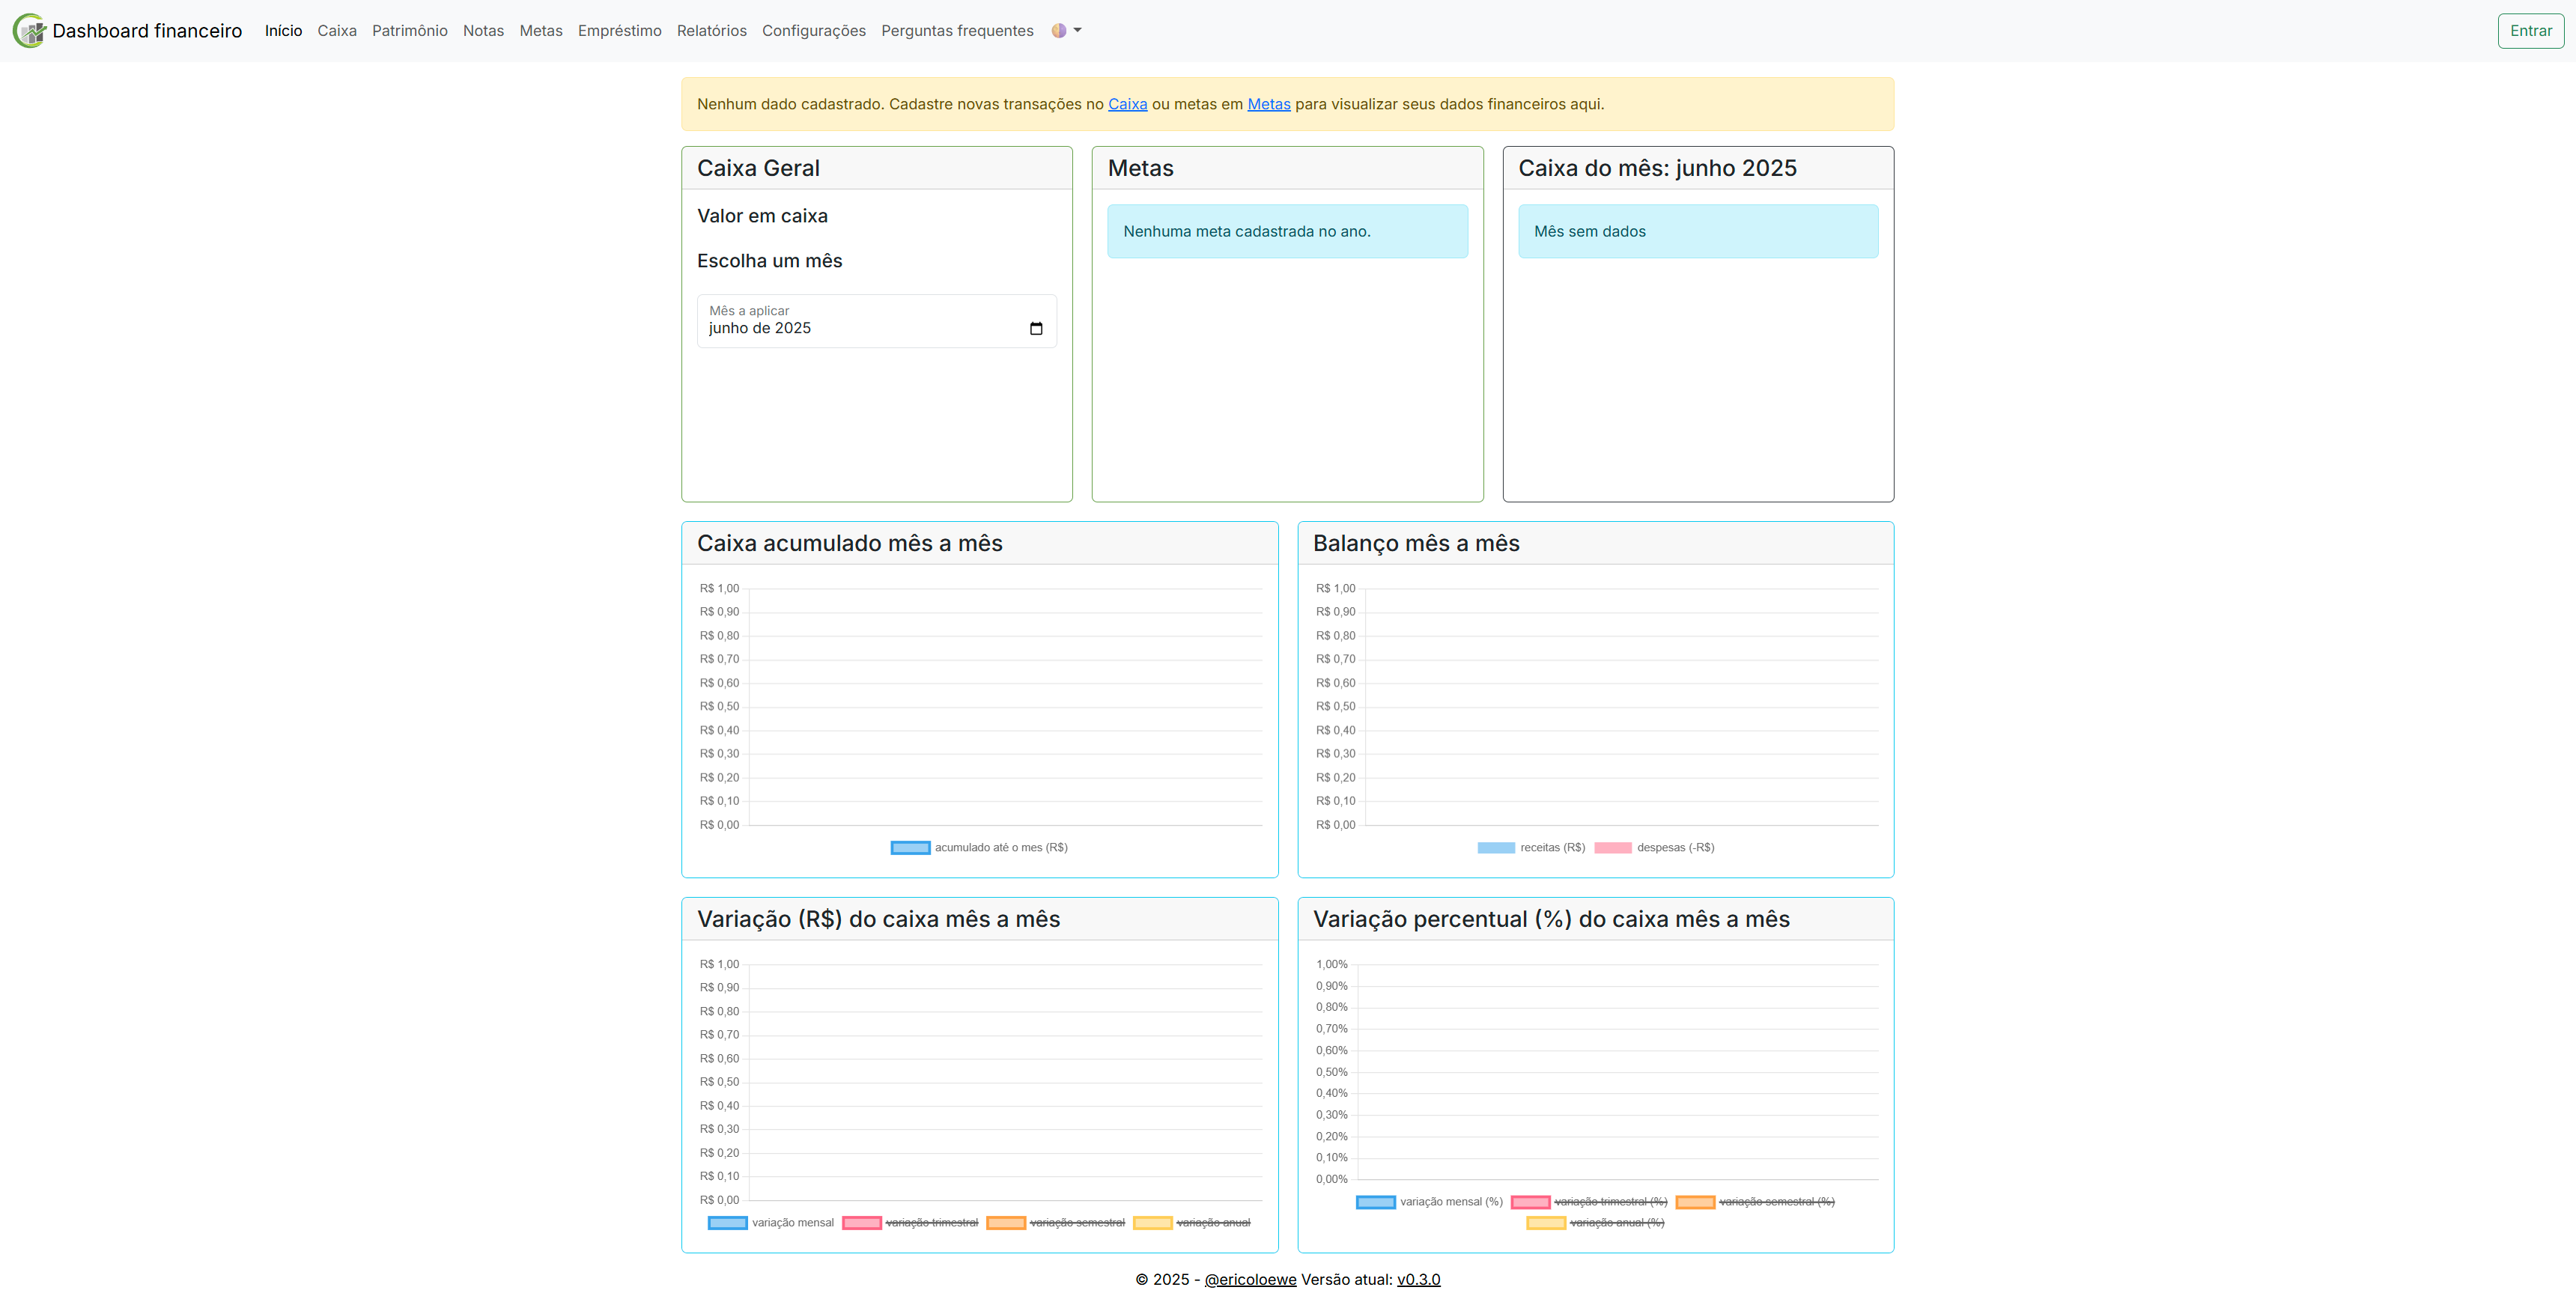 Dashboard financeiro Início Caixa Patrimônio Notas Metas Empréstimo Relatórios Configurações Perguntas frequentes Entrar
Nenhum dado cadastrado. Cadastre novas transações no Caixa ou metas em Metas para visualizar seus dados financeiros aqui.
Caixa Geral
Valor em caixa
Escolha um mês
Mês a aplicar
junho de 2025
Metas
Nenhuma meta cadastrada no ano.
Caixa do mês: junho 2025
Mês sem dados
Caixa acumulado mês a mês
R$ 1,00
R$ 0,90
R$ 0,80
R$ 0,70
R$ 0,60
R$ 0,50
R$ 0,40
R$ 0,30
R$ 0,20
R$ 0,10
R$ 0,00
acumulado até o mes (R$)
Balanço mês a mês
R$ 1,00
R$ 0,90
R$ 0,80
R$ 0,70
R$ 0,60
R$ 0,50
R$ 0,40
R$ 0,30
R$ 0,20
R$ 0,10
R$ 0,00
receitas (R$) despesas (-R$)
Variação (R$) do caixa mês a mês
R$ 1,00
R$ 0,90
R$ 0,80
R$ 0,70
R$ 0,60
R$ 0,50
R$ 0,40
R$ 0,30
R$ 0,20
R$ 0,10
R$ 0,00
variação mensal variação trimestral variação semestral variação anual
Variação percentual (%) do caixa mês a mês
1,00%
0,90%
0,80%
0,70%
0,60%
0,50%
0,40%
0,30%
0,20%
0,10%
0,00%
variação mensal (%) variação trimestral (%) variação semestral (%)
variação anual (%)
© 2025 - @ericoloewe Versão atual: v0.3.0